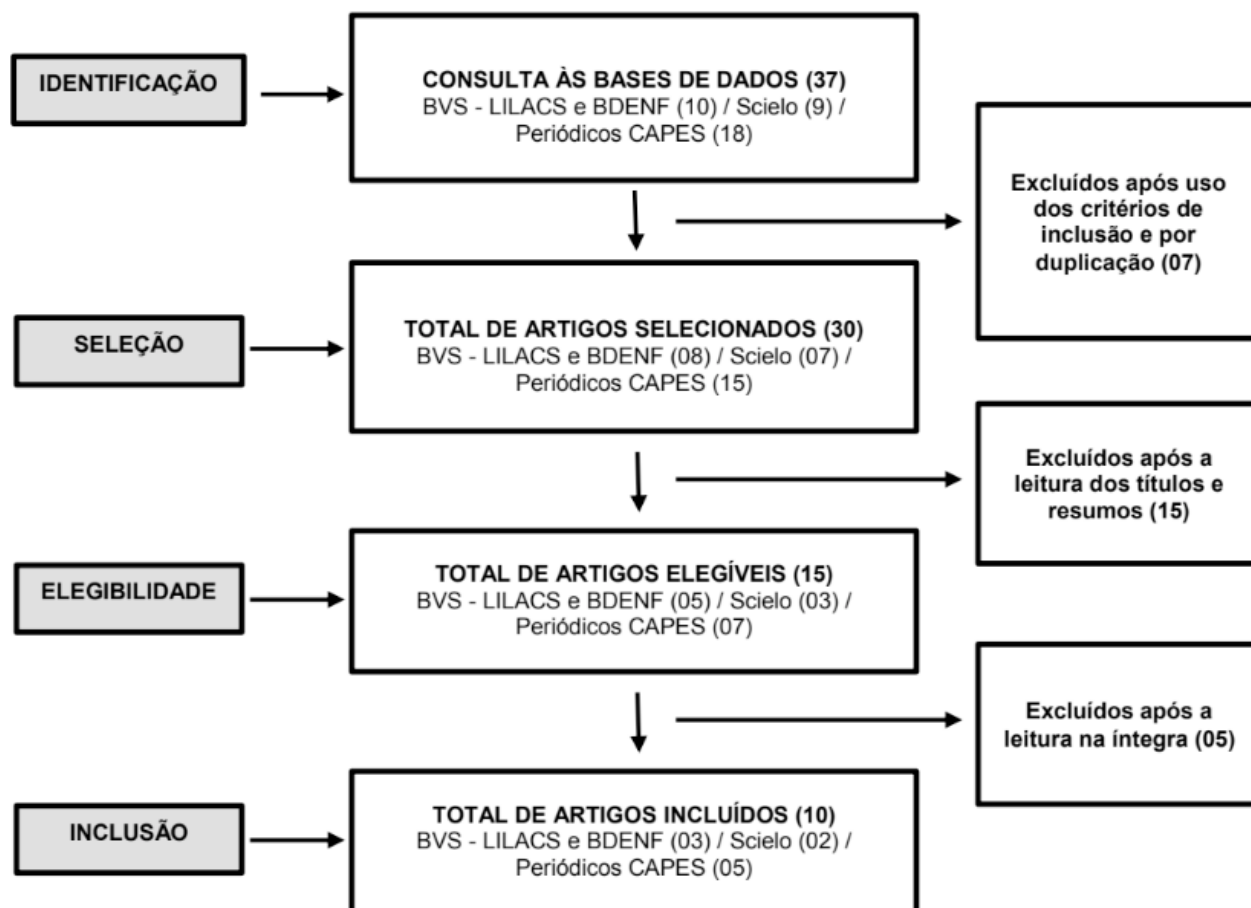 IDENTIFICAÇÃO
CONSULTA ÀS BASES DE DADOS (37)
BVS - LILACS e BDENF (10) / Scielo (9) /
Periódicos CAPES (18)
Excluídos após uso
dos critérios de
inclusão e por
duplicação (07)
SELEÇÃO
TOTAL DE ARTIGOS SELECIONADOS (30)
BVS - LILACS e BDENF (08) / Scielo (07) /
Periódicos CAPES (15)
Excluídos após a
leitura dos títulos e
resumos (15)
ELEGIBILIDADE
TOTAL DE ARTIGOS ELEGÍVEIS (15)
BVS - LILACS e BDENF (05) / Scielo (03) /
Periódicos CAPES (07)
Excluídos após a
leitura na íntegra (05)
INCLUSÃO
TOTAL DE ARTIGOS INCLUÍDOS (10)
BVS - LILACS e BDENF (03) / Scielo (02) /
Periódicos CAPES (05)